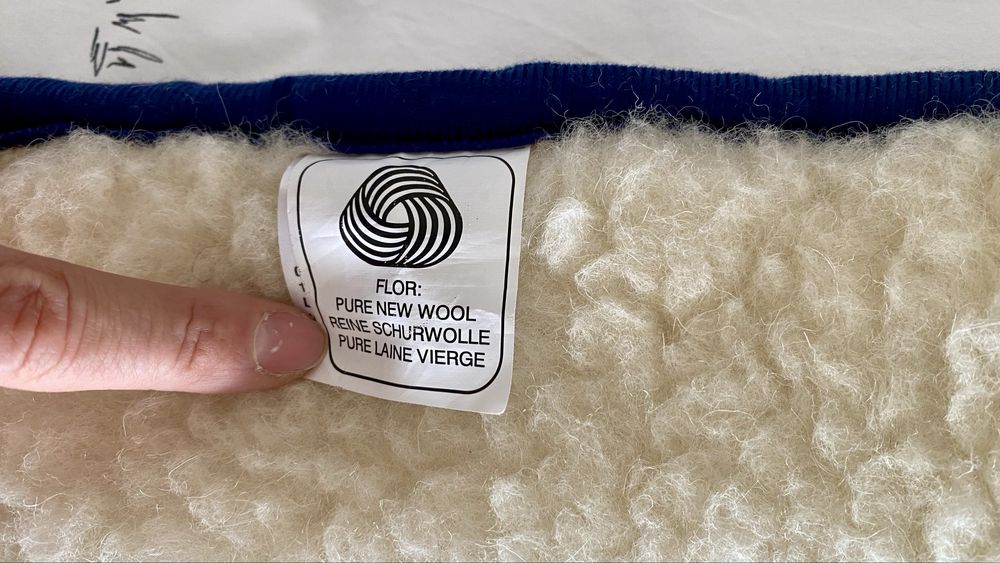 FLOR:
PURE NEW WOOL
REINE SCHURWOLLE
PURE LAINE VIERGE